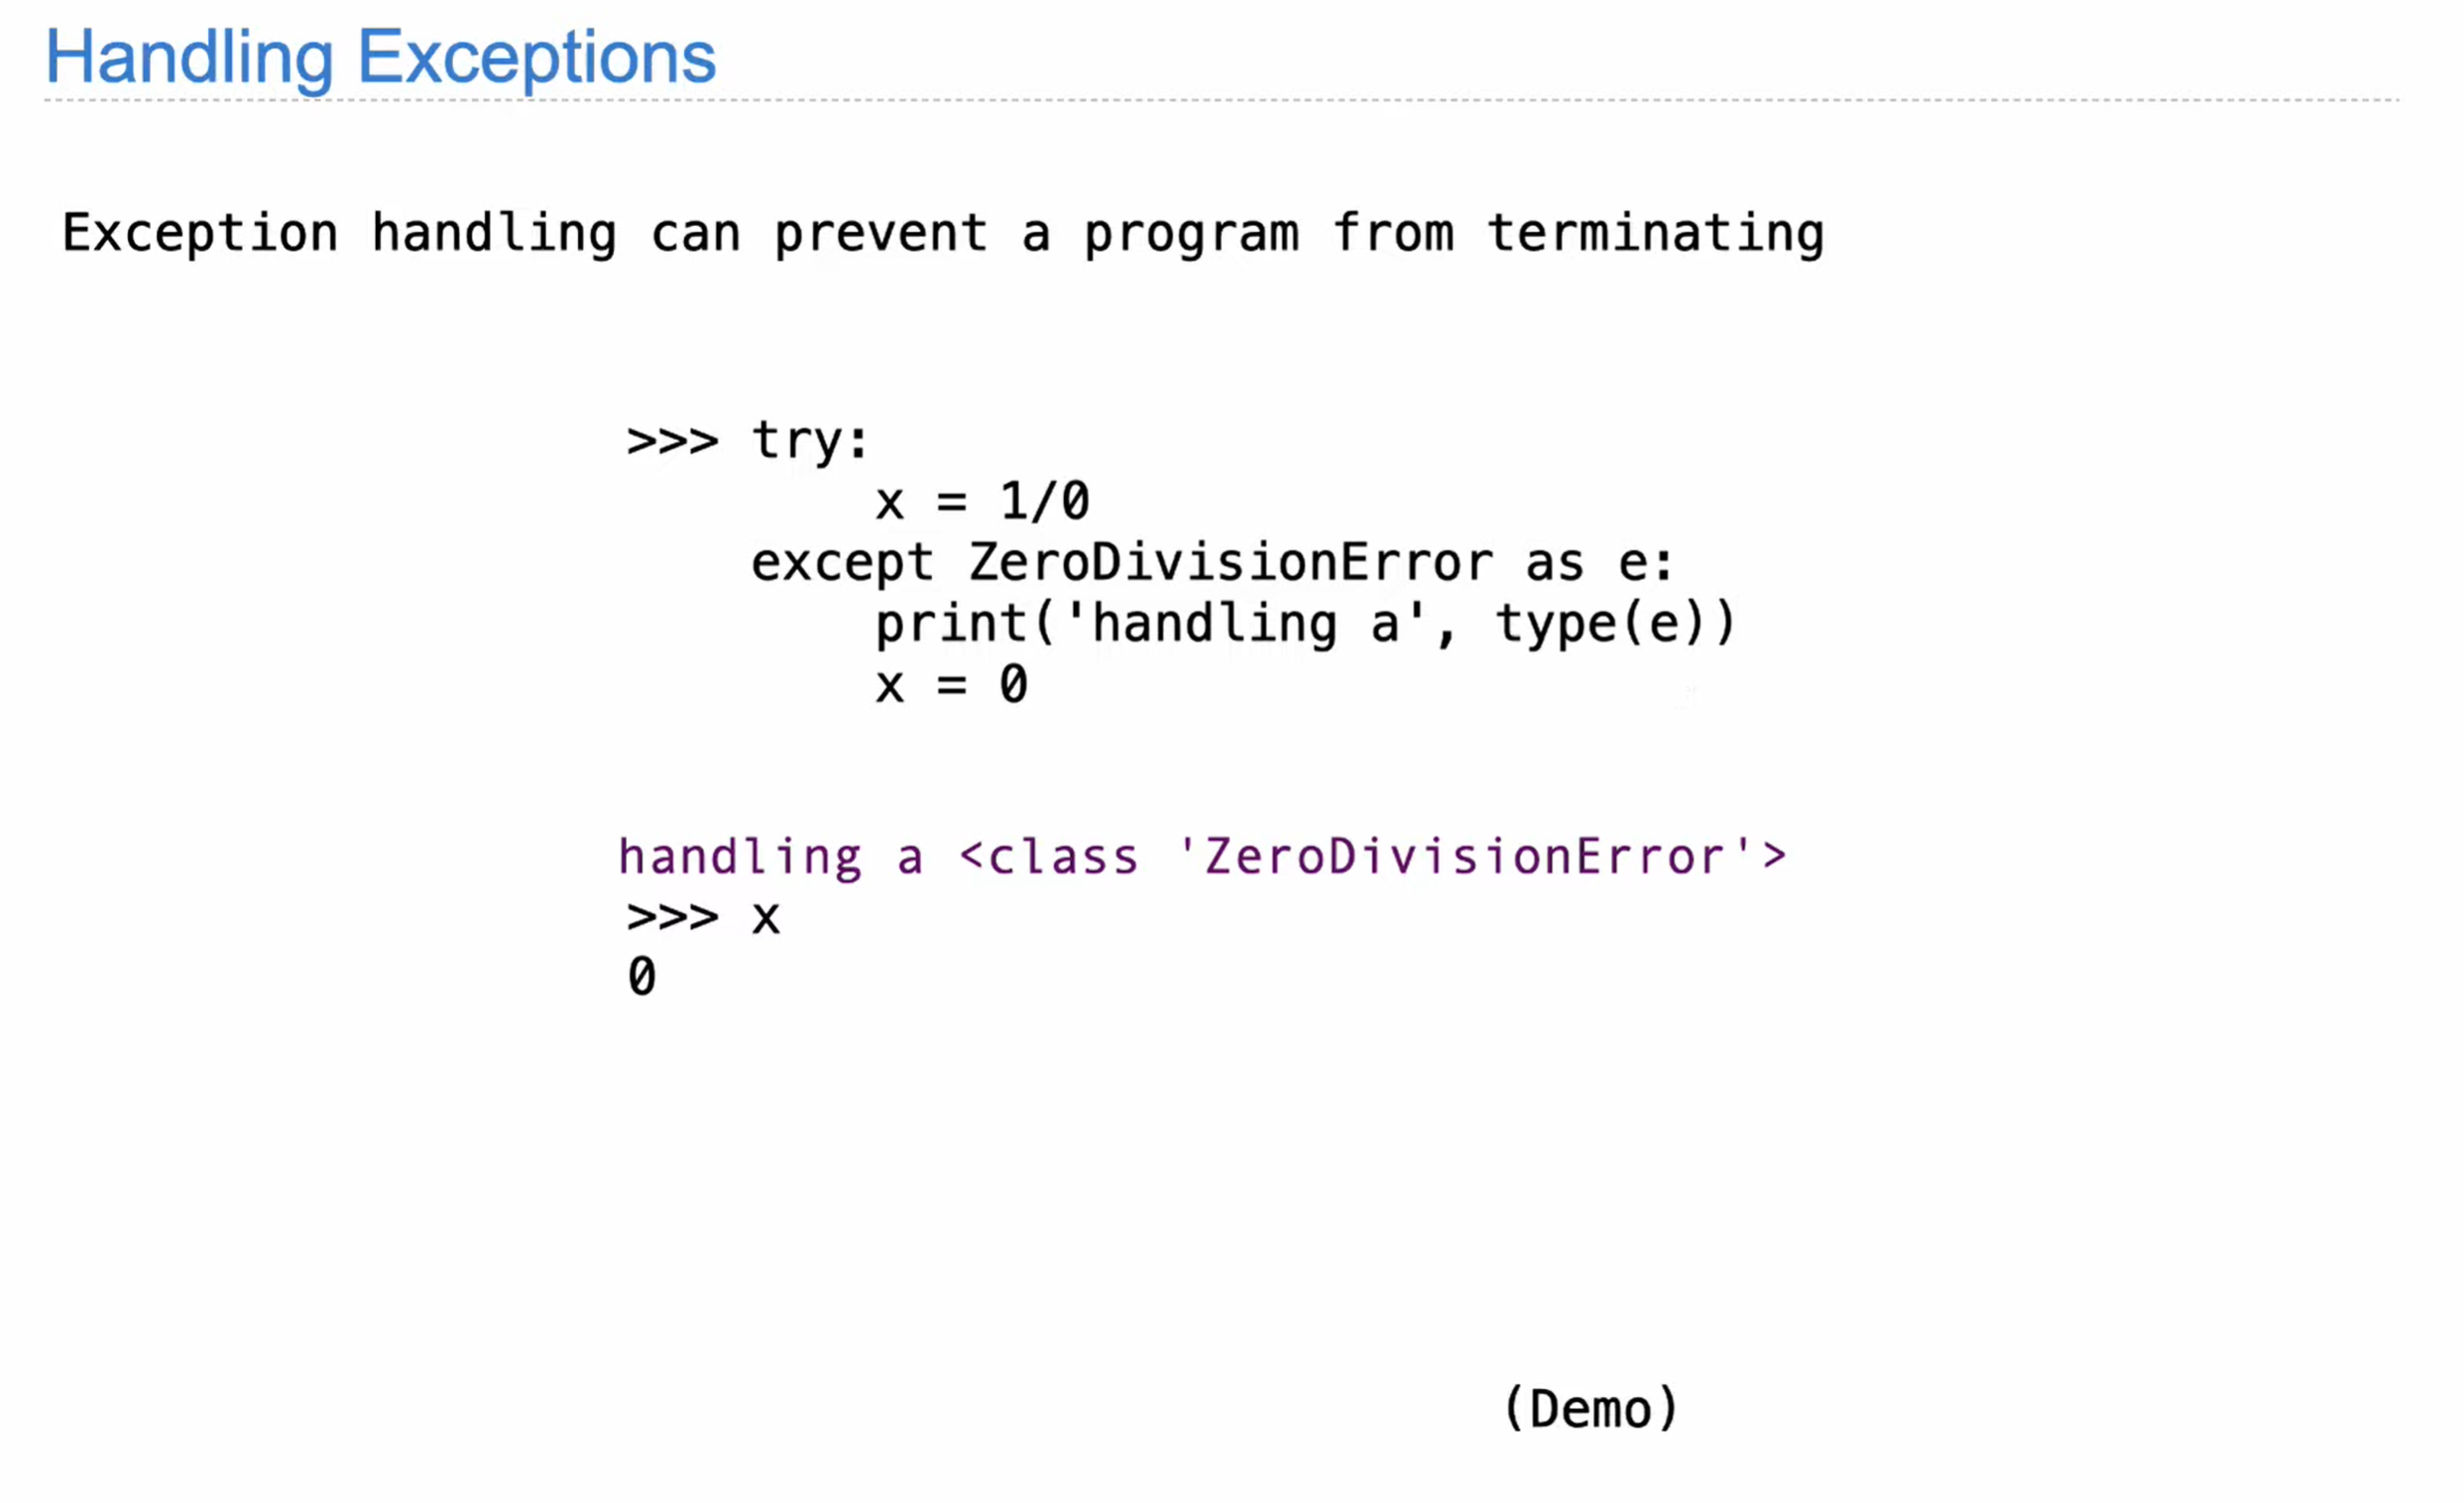 Handling Exceptions
Exception handling can prevent a program from terminating
>>> try:
        x = 1/0
    except ZeroDivisionError as e:
        print('handling a', type(e))
        x = 0
handling a <class 'ZeroDivisionError'>
>>> x
0
(Demo)